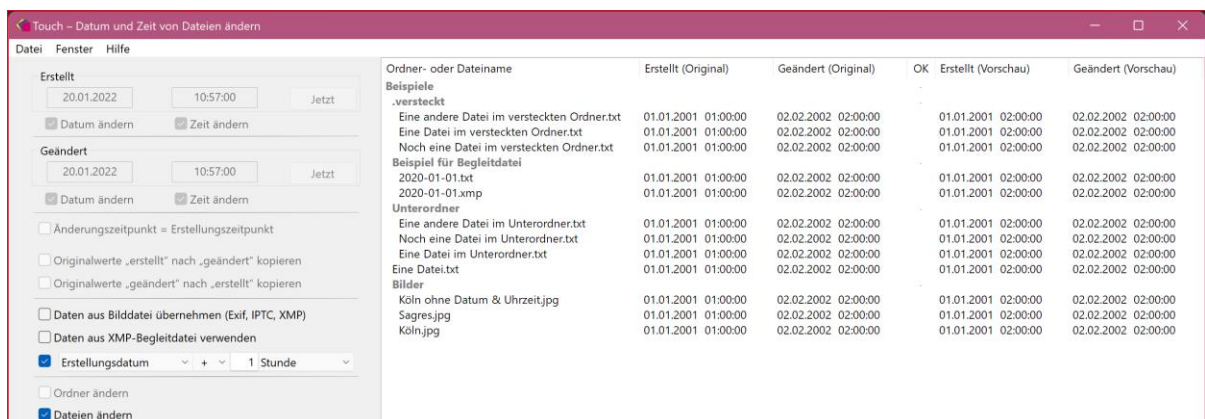 Touch – Datum und Zeit von Dateien ändern
Datei Fenster Hilfe
Erstellt
20.01.2022 10:57:00 Jetzt
Datum ändern Zeit ändern
Geändert
20.01.2022 10:57:00 Jetzt
Datum ändern Zeit ändern
Änderungszeitpunkt = Erstellungszeitpunkt
Originalwerte „erstellt“ nach „geändert“ kopieren
Originalwerte „geändert“ nach „erstellt“ kopieren
Daten aus Bilddatei übernehmen (Exif, IPTC, XMP)
Daten aus XMP-Begleitdatei verwenden
Erstellungsdatum + 1 Stunde
Ordner ändern
Dateien ändern
Ordner- oder Dateiname Erstellt (Original) Geändert (Original) OK Erstellt (Vorschau) Geändert (Vorschau)
Beispiele
.versteckt
Eine andere Datei im versteckten Ordner.txt 01.01.2001 01:00:00 02.02.2002 02:00:00 01.01.2001 02:00:00 02.02.2002 02:00:00
Eine Datei im versteckten Ordner.txt 01.01.2001 01:00:00 02.02.2002 02:00:00 01.01.2001 02:00:00 02.02.2002 02:00:00
Noch eine Datei im versteckten Ordner.txt 01.01.2001 01:00:00 02.02.2002 02:00:00 01.01.2001 02:00:00 02.02.2002 02:00:00
Beispiel für Begleitdatei
2020-01-01.txt 01.01.2001 01:00:00 02.02.2002 02:00:00 01.01.2001 02:00:00 02.02.2002 02:00:00
2020-01-01.xmp 01.01.2001 01:00:00 02.02.2002 02:00:00 01.01.2001 02:00:00 02.02.2002 02:00:00
Unterordner
Eine andere Datei im Unterordner.txt 01.01.2001 01:00:00 02.02.2002 02:00:00 01.01.2001 02:00:00 02.02.2002 02:00:00
Noch eine Datei im Unterordner.txt 01.01.2001 01:00:00 02.02.2002 02:00:00 01.01.2001 02:00:00 02.02.2002 02:00:00
Eine Datei im Unterordner.txt 01.01.2001 01:00:00 02.02.2002 02:00:00 01.01.2001 02:00:00 02.02.2002 02:00:00
Eine Datei.txt 01.01.2001 01:00:00 02.02.2002 02:00:00 01.01.2001 02:00:00 02.02.2002 02:00:00
Bilder
Köln ohne Datum & Uhrzeit.jpg 01.01.2001 01:00:00 02.02.2002 02:00:00 01.01.2001 02:00:00 02.02.2002 02:00:00
Sagres.jpg 01.01.2001 01:00:00 02.02.2002 02:00:00 01.01.2001 02:00:00 02.02.2002 02:00:00
Köln.jpg 01.01.2001 01:00:00 02.02.2002 02:00:00 01.01.2001 02:00:00 02.02.2002 02:00:00